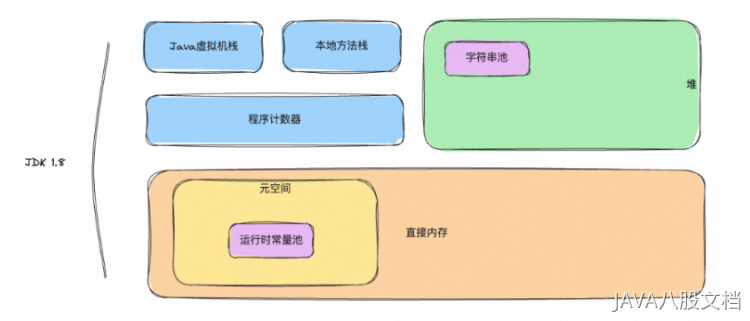 Java虚拟机栈
本地方法栈
字符串池
堆
程序计数器
JDK 1.8
元空间
运行时常量池
直接内存
JAVA八股文档